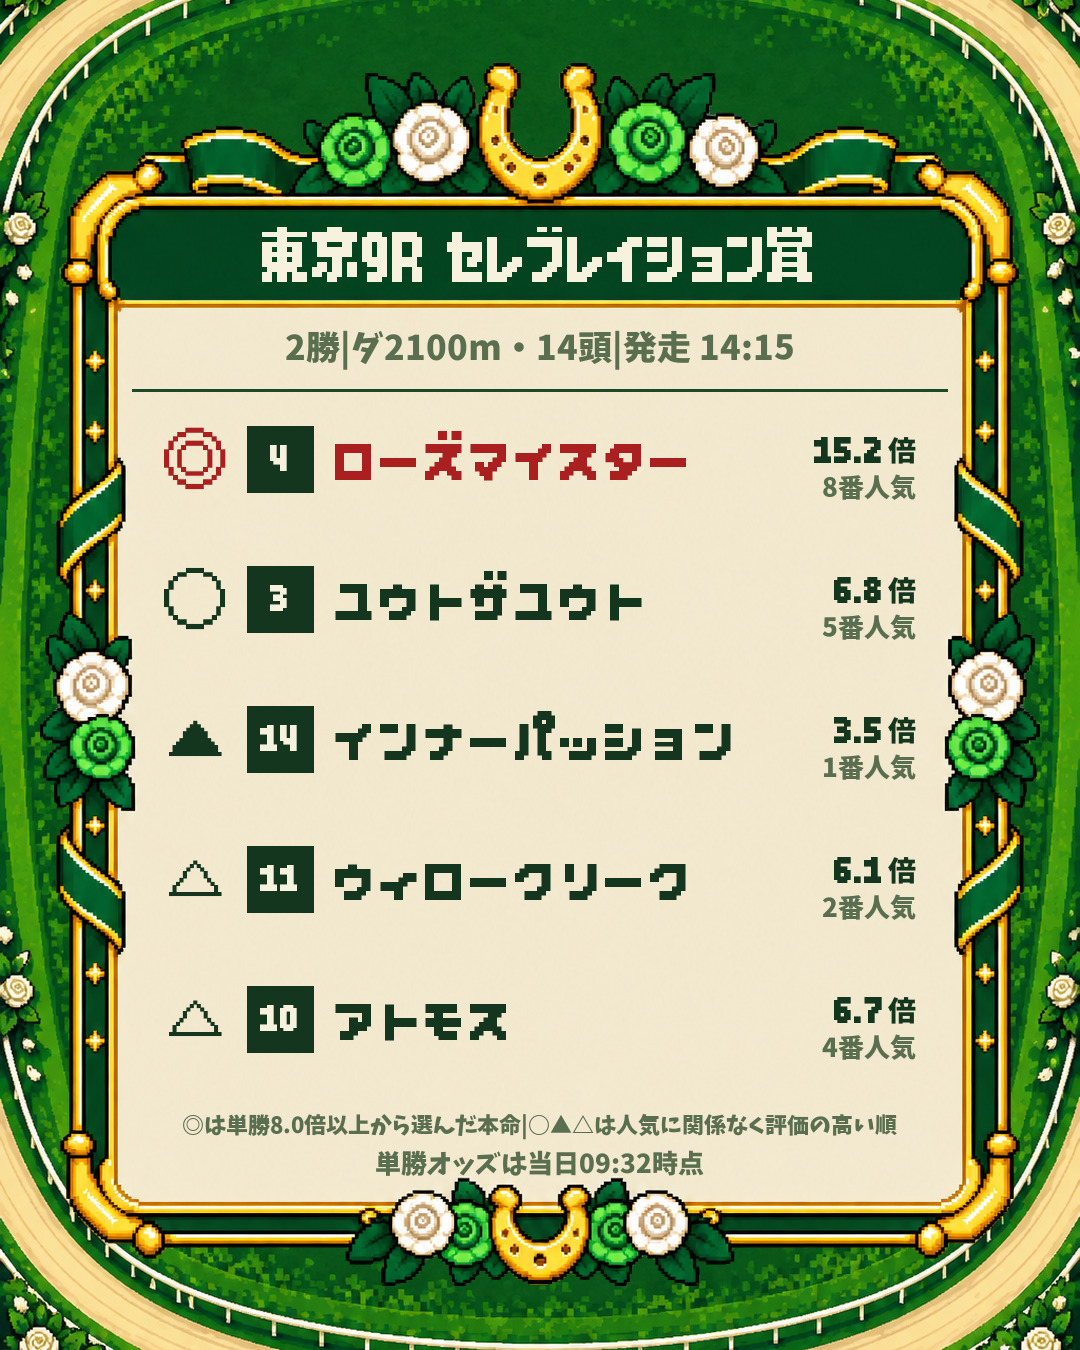 東京9R セレブレイション賞
2勝|ダ2100m・14頭|発走 14:15
◎ 4 ローズマイスター 15.2倍
8番人気
○ 3 ユウトザユウト 6.8倍
5番人気
▲ 14 インナーパッション 3.5倍
1番人気
△ 11 ウィロークリーク 6.1倍
2番人気
△ 10 アトモス 6.7倍
4番人気
◎は単勝8.0倍以上から選んだ本命|○▲△は人気に関係なく評価の高い順
単勝オッズは当日09:32時点